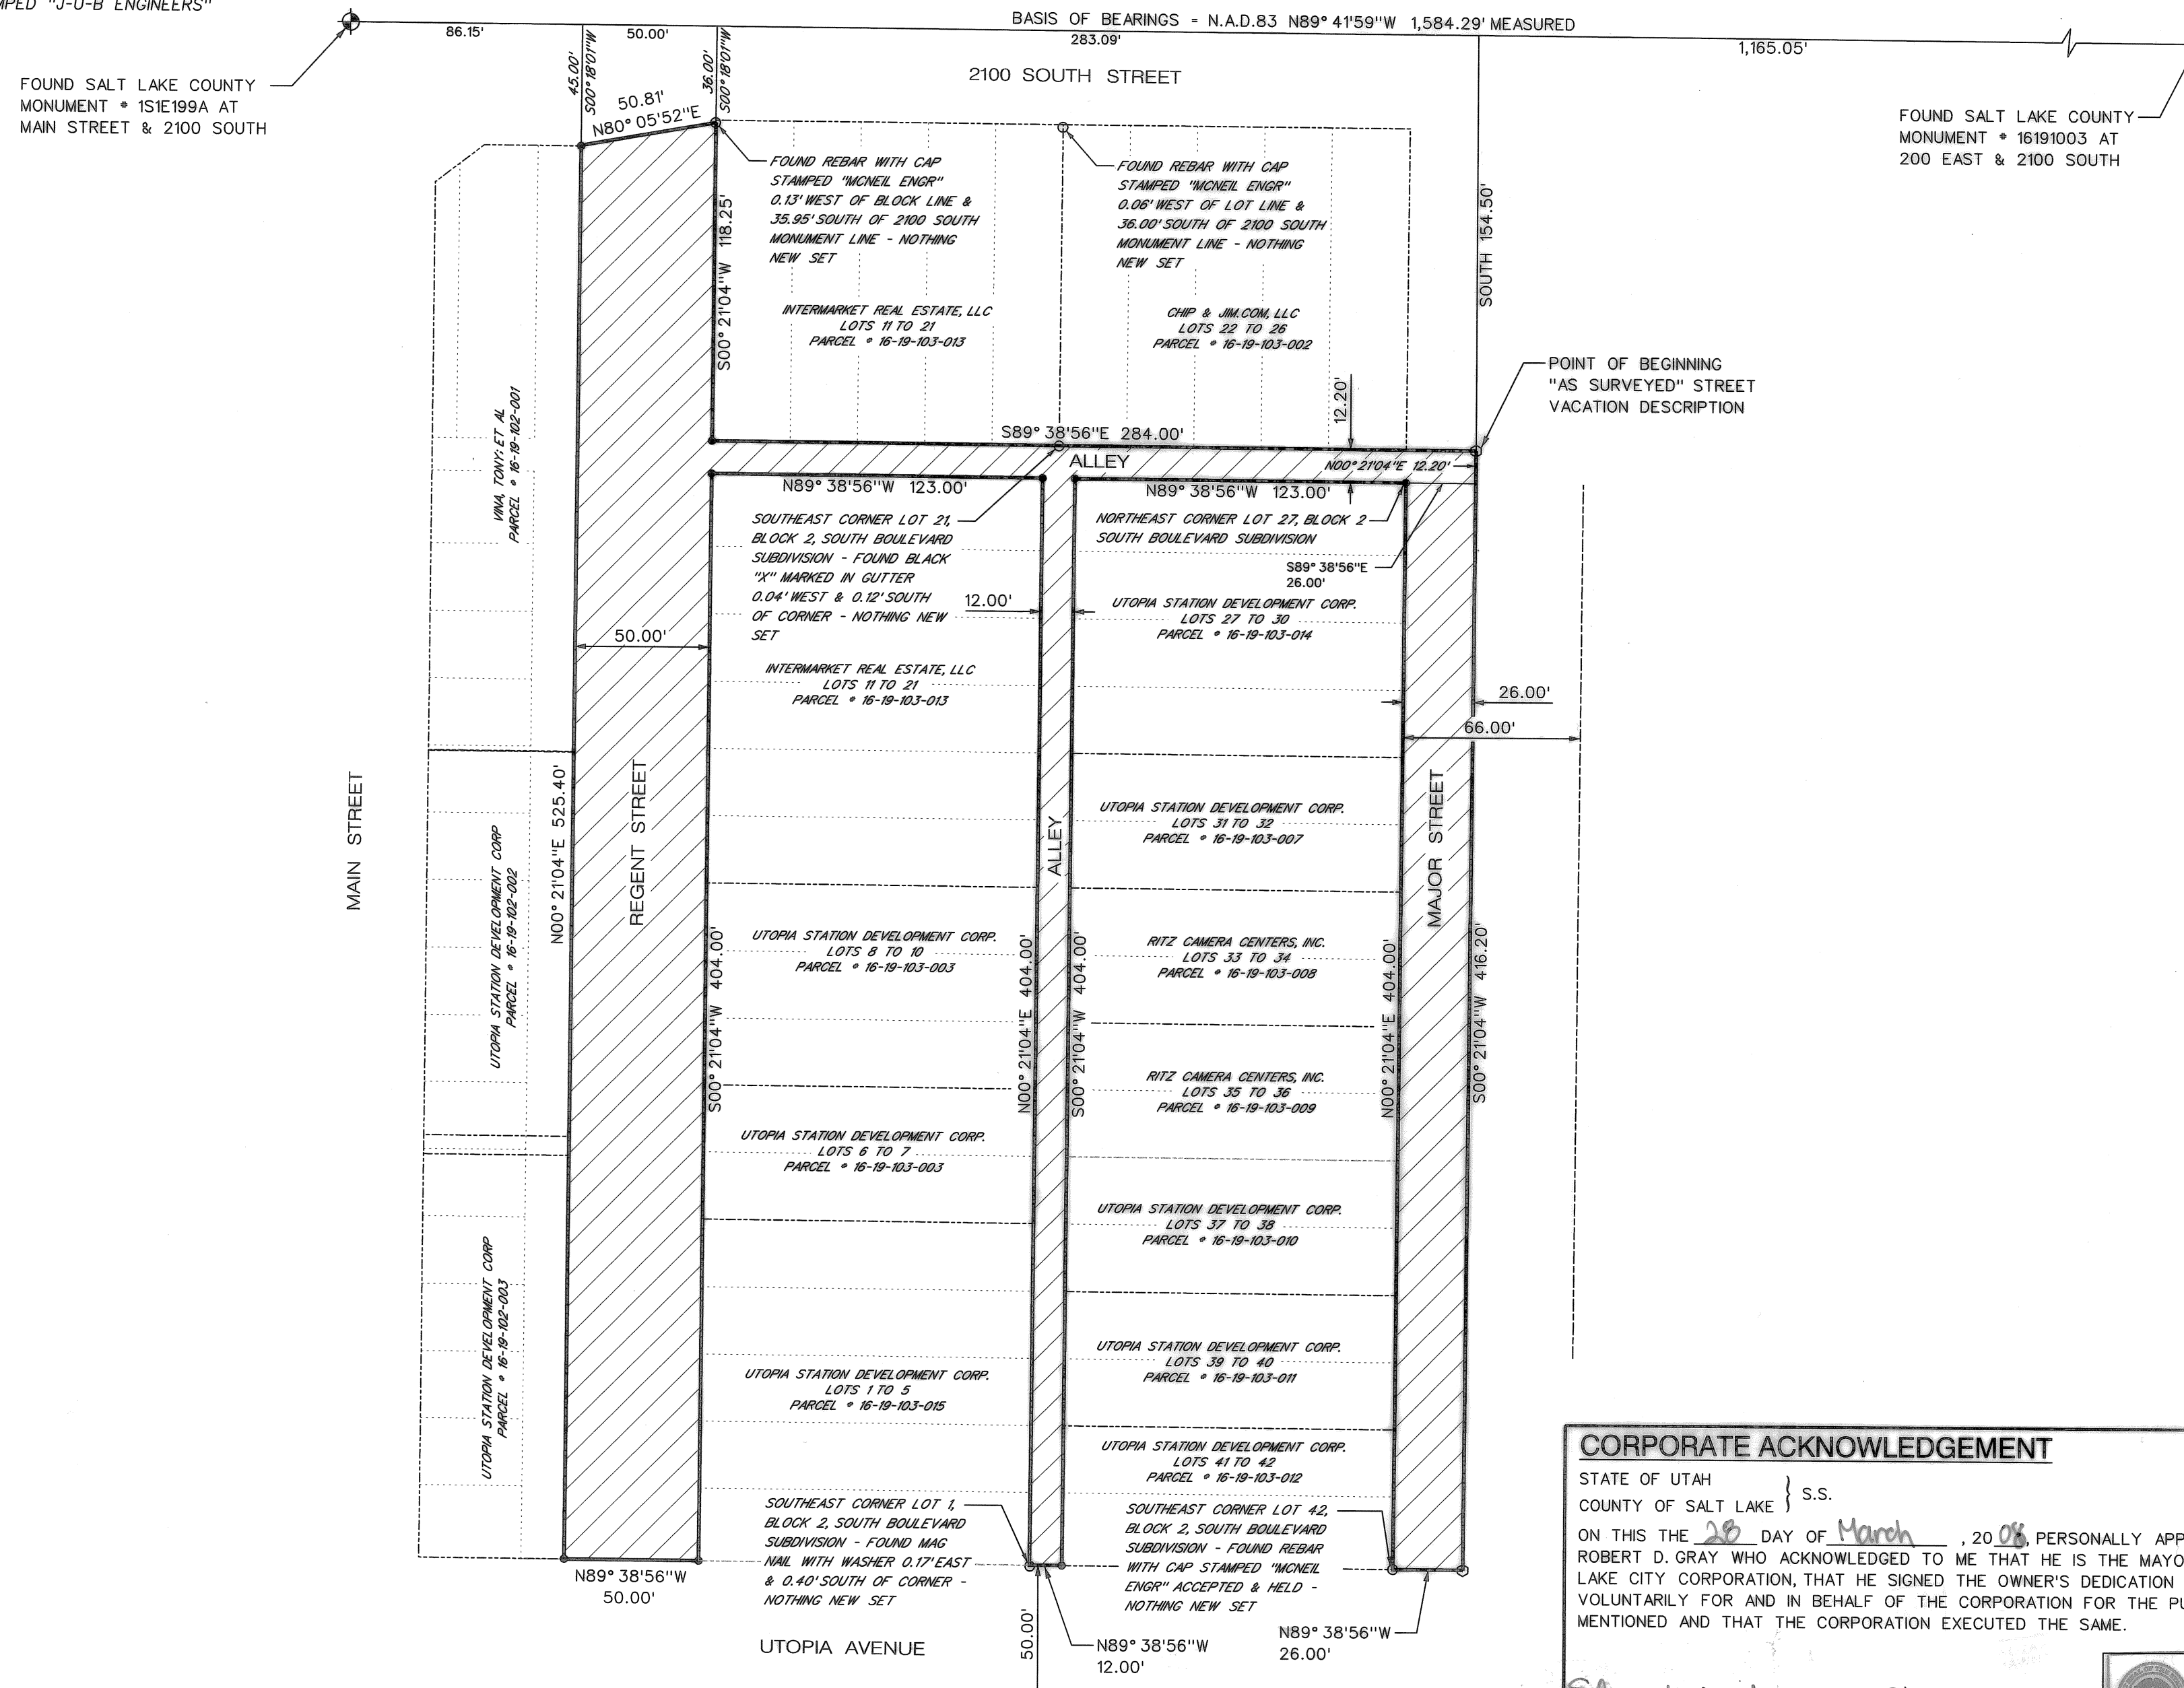 STAMPED "J-U-B ENGINEERS"
BASIS OF BEARINGS = N.A.D.83 N89° 41'59"W 1,584.29' MEASURED
86.15'
50.00'
283.09'
1,165.05'
45.00'
S00° 18'01"W
36.00'
S00° 18'01"W
2100 SOUTH STREET
FOUND SALT LAKE COUNTY
MONUMENT # 1S1E199A AT
MAIN STREET & 2100 SOUTH
50.81'
N80° 05'52"E
FOUND SALT LAKE COUNTY
MONUMENT # 16191003 AT
200 EAST & 2100 SOUTH
FOUND REBAR WITH CAP
STAMPED "MCNEIL ENGR"
0.13' WEST OF BLOCK LINE &
35.95' SOUTH OF 2100 SOUTH
MONUMENT LINE - NOTHING
NEW SET
FOUND REBAR WITH CAP
STAMPED "MCNEIL ENGR"
0.06' WEST OF LOT LINE &
36.00' SOUTH OF 2100 SOUTH
MONUMENT LINE - NOTHING
NEW SET
S00° 21'04"W 118.25'
SOUTH 154.50'
INTERMARKET REAL ESTATE, LLC
LOTS 11 TO 21
PARCEL # 16-19-103-013
CHIP & JIM.COM, LLC
LOTS 22 TO 26
PARCEL # 16-19-103-002
POINT OF BEGINNING
"AS SURVEYED" STREET
VACATION DESCRIPTION
12.20'
VINA, TONY; ET AL
PARCEL # 16-19-102-001
S89° 38'56"E 284.00'
ALLEY
N00° 21'04"E 12.20'
N89° 38'56"W 123.00'
N89° 38'56"W 123.00'
SOUTHEAST CORNER LOT 21,
BLOCK 2, SOUTH BOULEVARD
SUBDIVISION - FOUND BLACK
"X" MARKED IN GUTTER
0.04' WEST & 0.12' SOUTH
OF CORNER - NOTHING NEW
SET
NORTHEAST CORNER LOT 27, BLOCK 2
SOUTH BOULEVARD SUBDIVISION
S89° 38'56"E
26.00'
12.00'
50.00'
UTOPIA STATION DEVELOPMENT CORP.
LOTS 27 TO 30
PARCEL # 16-19-103-014
INTERMARKET REAL ESTATE, LLC
LOTS 11 TO 21
PARCEL # 16-19-103-013
26.00'
66.00'
MAIN STREET
N00° 21'04"E 525.40'
REGENT STREET
ALLEY
MAJOR STREET
UTOPIA STATION DEVELOPMENT CORP.
LOTS 31 TO 32
PARCEL # 16-19-103-007
UTOPIA STATION DEVELOPMENT CORP
PARCEL # 16-19-102-002
UTOPIA STATION DEVELOPMENT CORP.
LOTS 8 TO 10
PARCEL # 16-19-103-003
RITZ CAMERA CENTERS, INC.
LOTS 33 TO 34
PARCEL # 16-19-103-008
S00° 21'04"W 404.00'
N00° 21'04"E 404.00'
S00° 21'04"W 404.00'
N00° 21'04"E 404.00'
S00° 21'04"W 416.20'
RITZ CAMERA CENTERS, INC.
LOTS 35 TO 36
PARCEL # 16-19-103-009
UTOPIA STATION DEVELOPMENT CORP.
LOTS 6 TO 7
PARCEL # 16-19-103-003
UTOPIA STATION DEVELOPMENT CORP.
LOTS 37 TO 38
PARCEL # 16-19-103-010
UTOPIA STATION DEVELOPMENT CORP
PARCEL # 16-19-102-003
UTOPIA STATION DEVELOPMENT CORP.
LOTS 39 TO 40
PARCEL # 16-19-103-011
UTOPIA STATION DEVELOPMENT CORP.
LOTS 1 TO 5
PARCEL # 16-19-103-015
UTOPIA STATION DEVELOPMENT CORP.
LOTS 41 TO 42
PARCEL # 16-19-103-012
SOUTHEAST CORNER LOT 1,
BLOCK 2, SOUTH BOULEVARD
SUBDIVISION - FOUND MAG
NAIL WITH WASHER 0.17' EAST
& 0.40' SOUTH OF CORNER -
NOTHING NEW SET
SOUTHEAST CORNER LOT 42,
BLOCK 2, SOUTH BOULEVARD
SUBDIVISION - FOUND REBAR
WITH CAP STAMPED "MCNEIL
ENGR" ACCEPTED & HELD -
NOTHING NEW SET
N89° 38'56"W
50.00'
UTOPIA AVENUE
50.00'
N89° 38'56"W
12.00'
N89° 38'56"W
26.00'
CORPORATE ACKNOWLEDGEMENT
STATE OF UTAH
COUNTY OF SALT LAKE } S.S.
ON THIS THE 28 DAY OF March, 2008, PERSONALLY APP
ROBERT D. GRAY WHO ACKNOWLEDGED TO ME THAT HE IS THE MAYO
LAKE CITY CORPORATION, THAT HE SIGNED THE OWNER'S DEDICATION
VOLUNTARILY FOR AND IN BEHALF OF THE CORPORATION FOR THE PU
MENTIONED AND THAT THE CORPORATION EXECUTED THE SAME.